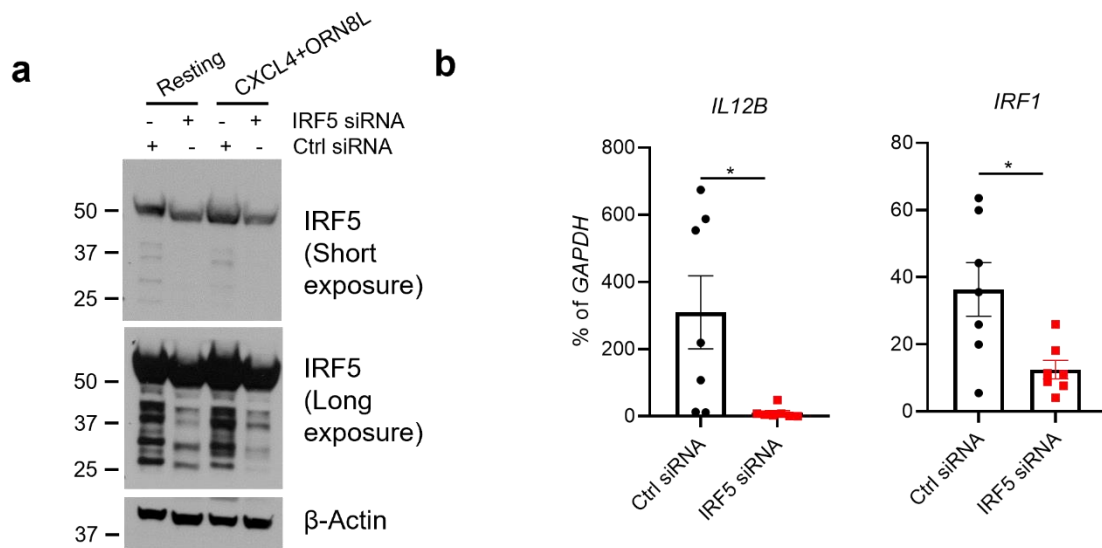 a
Resting
CXCL4+ORN8L
- + - + IRF5 siRNA
+ - + - Ctrl siRNA
50
37
25
IRF5
(Short
exposure)
50
37
25
IRF5
(Long
exposure)
37
β-Actin
b
IL12B
% of GAPDH
800
600
400
200
0
*
Ctrl siRNA
IRF5 siRNA
IRF1
80
60
40
20
0
*
Ctrl siRNA
IRF5 siRNA